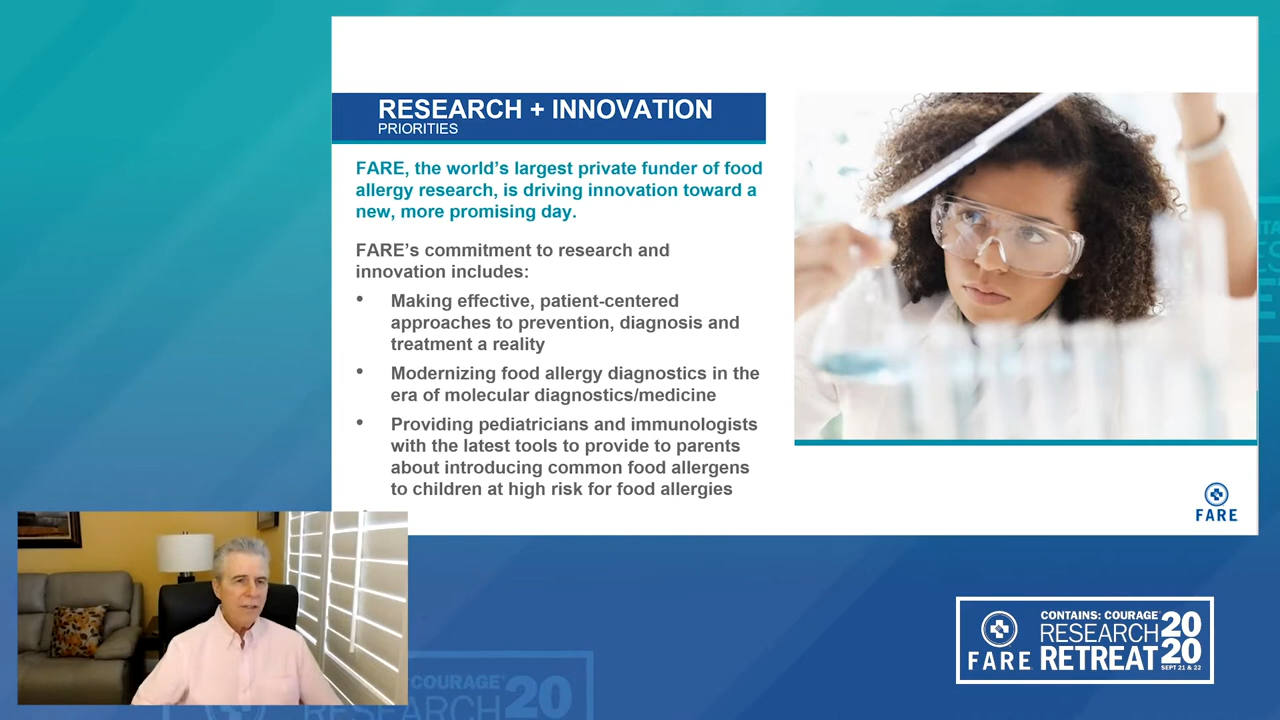 RESEARCH + INNOVATION
PRIORITIES
FARE, the world's largest private funder of food
allergy research, is driving innovation toward a
new, more promising day.
FARE's commitment to research and
innovation includes:
• Making effective, patient-centered
approaches to prevention, diagnosis and
treatment a reality
• Modernizing food allergy diagnostics in the
era of molecular diagnostics/medicine
• Providing pediatricians and immunologists
with the latest tools to provide to parents
about introducing common food allergens
to children at high risk for food allergies
FARE
CONTAINS: COURAGE®
RESEARCH
RETREAT
2020
SEPT 21 & 22
FARE
COURAGE®
RESEARCH
20